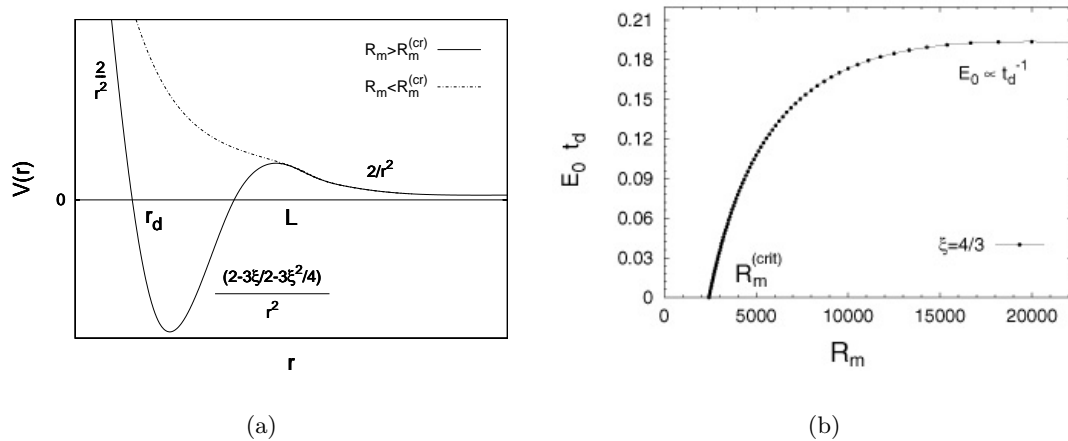 V(r)
0
2
r²
R_m>R_m^(cr)
R_m<R_m^(cr)
2/r²
r_d
L
(2-3ξ/2-3ξ²/4)
r²
r
(a)
E_0 t_d
0.21
0.18
0.15
0.12
0.09
0.06
0.03
0
E_0 ∝ t_d^-1
ξ=4/3
R_m^(crit)
0 5000 10000 15000 20000
R_m
(b)